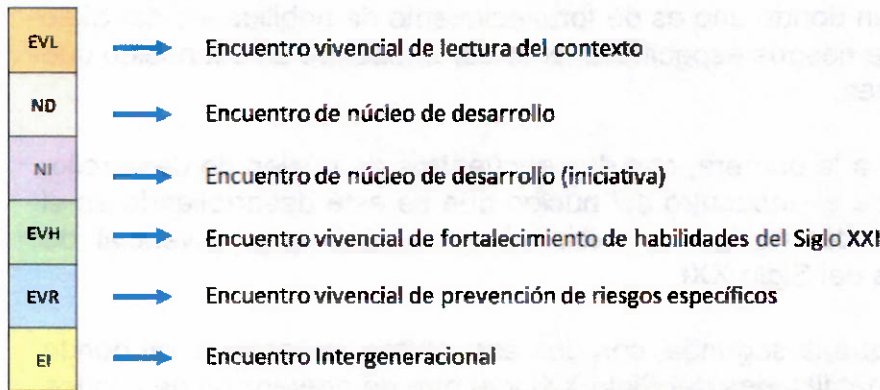 EVL Encuentro vivencial de lectura del contexto
ND Encuentro de núcleo de desarrollo
NI Encuentro de núcleo de desarrollo (iniciativa)
EVH Encuentro vivencial de fortalecimiento de habilidades del Siglo XXI
EVR Encuentro vivencial de prevención de riesgos específicos
EI Encuentro Intergeneracional